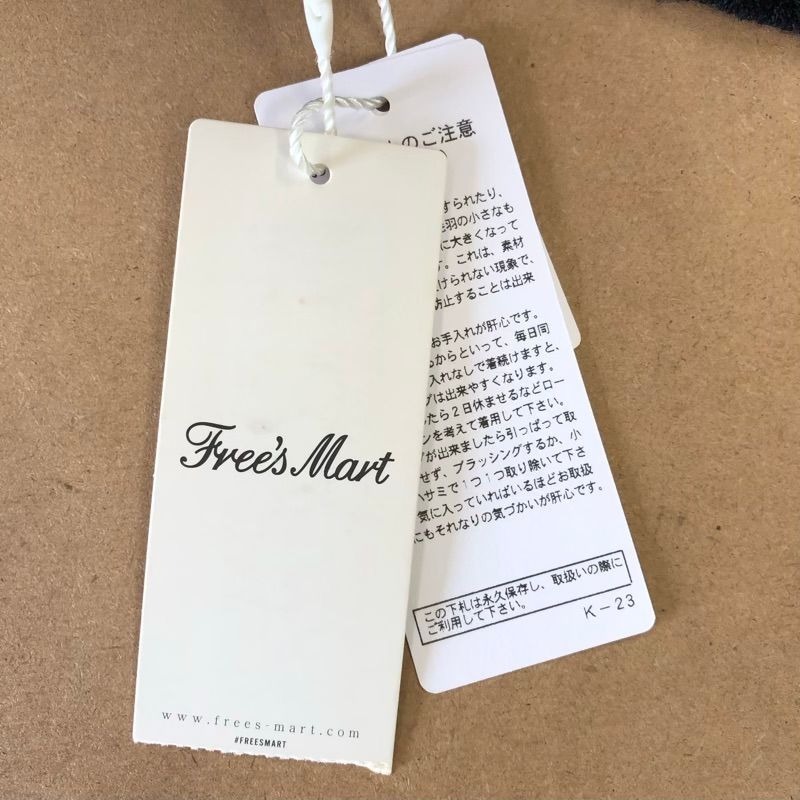 Free's Mart
www.frees-mart.com
#FREESMART
のご注意
すられたり、
羽の小さなも
に大きくなって
す。これは、素材
けられない現象で、
防止することは出来
お手入れが肝心です。
るからといって、毎日同
入れなしで着続けますと、
グは出来やすくなります。
したら2日休ませるなどロー
ンを考えて着用して下さい。
が出来ましたら引っぱって取
せず、ブラッシングするか、小
ハサミで1つ1つ取り除いて下さ
気に入っていればいるほどお取扱
にもそれなりの気づかいが肝心です。
この下札は永久保存し、取扱いの際に
ご利用して下さい。
K-23